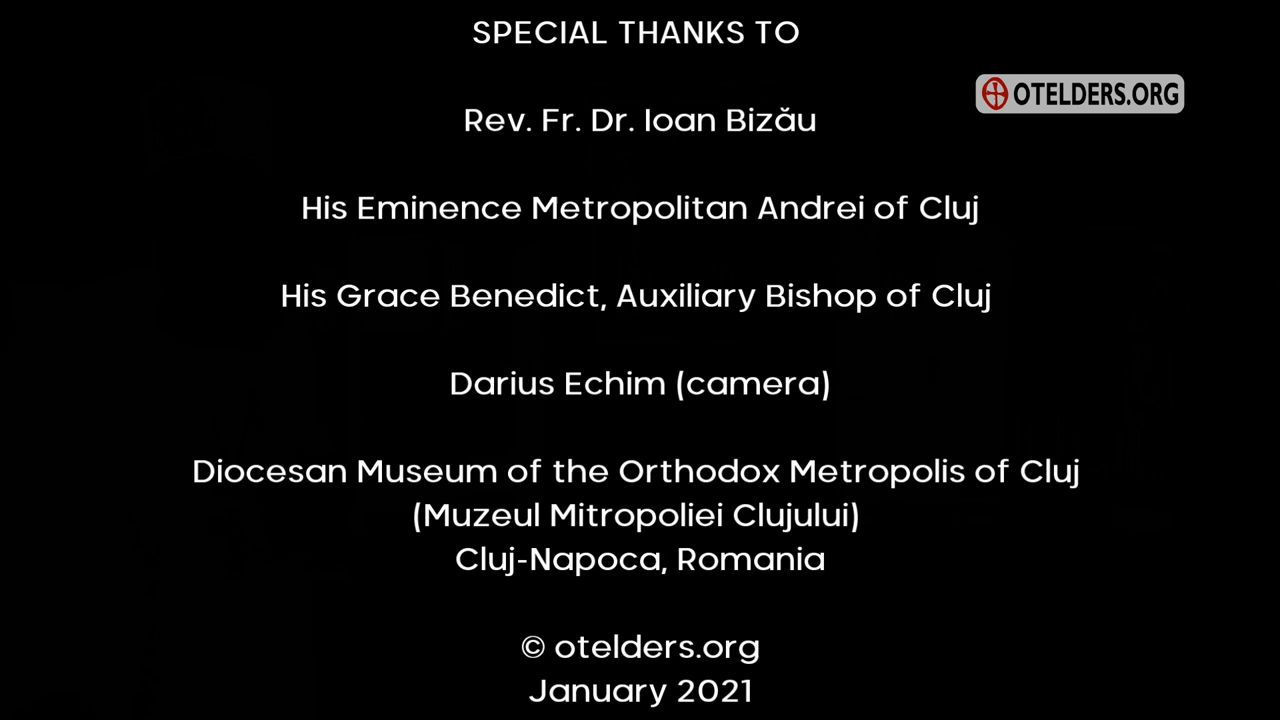 SPECIAL THANKS TO
OTELDERS.ORG
Rev. Fr. Dr. Ioan Bizău
His Eminence Metropolitan Andrei of Cluj
His Grace Benedict, Auxiliary Bishop of Cluj
Darius Echim (camera)
Diocesan Museum of the Orthodox Metropolis of Cluj
(Muzeul Mitropoliei Clujului)
Cluj-Napoca, Romania
© otelders.org
January 2021